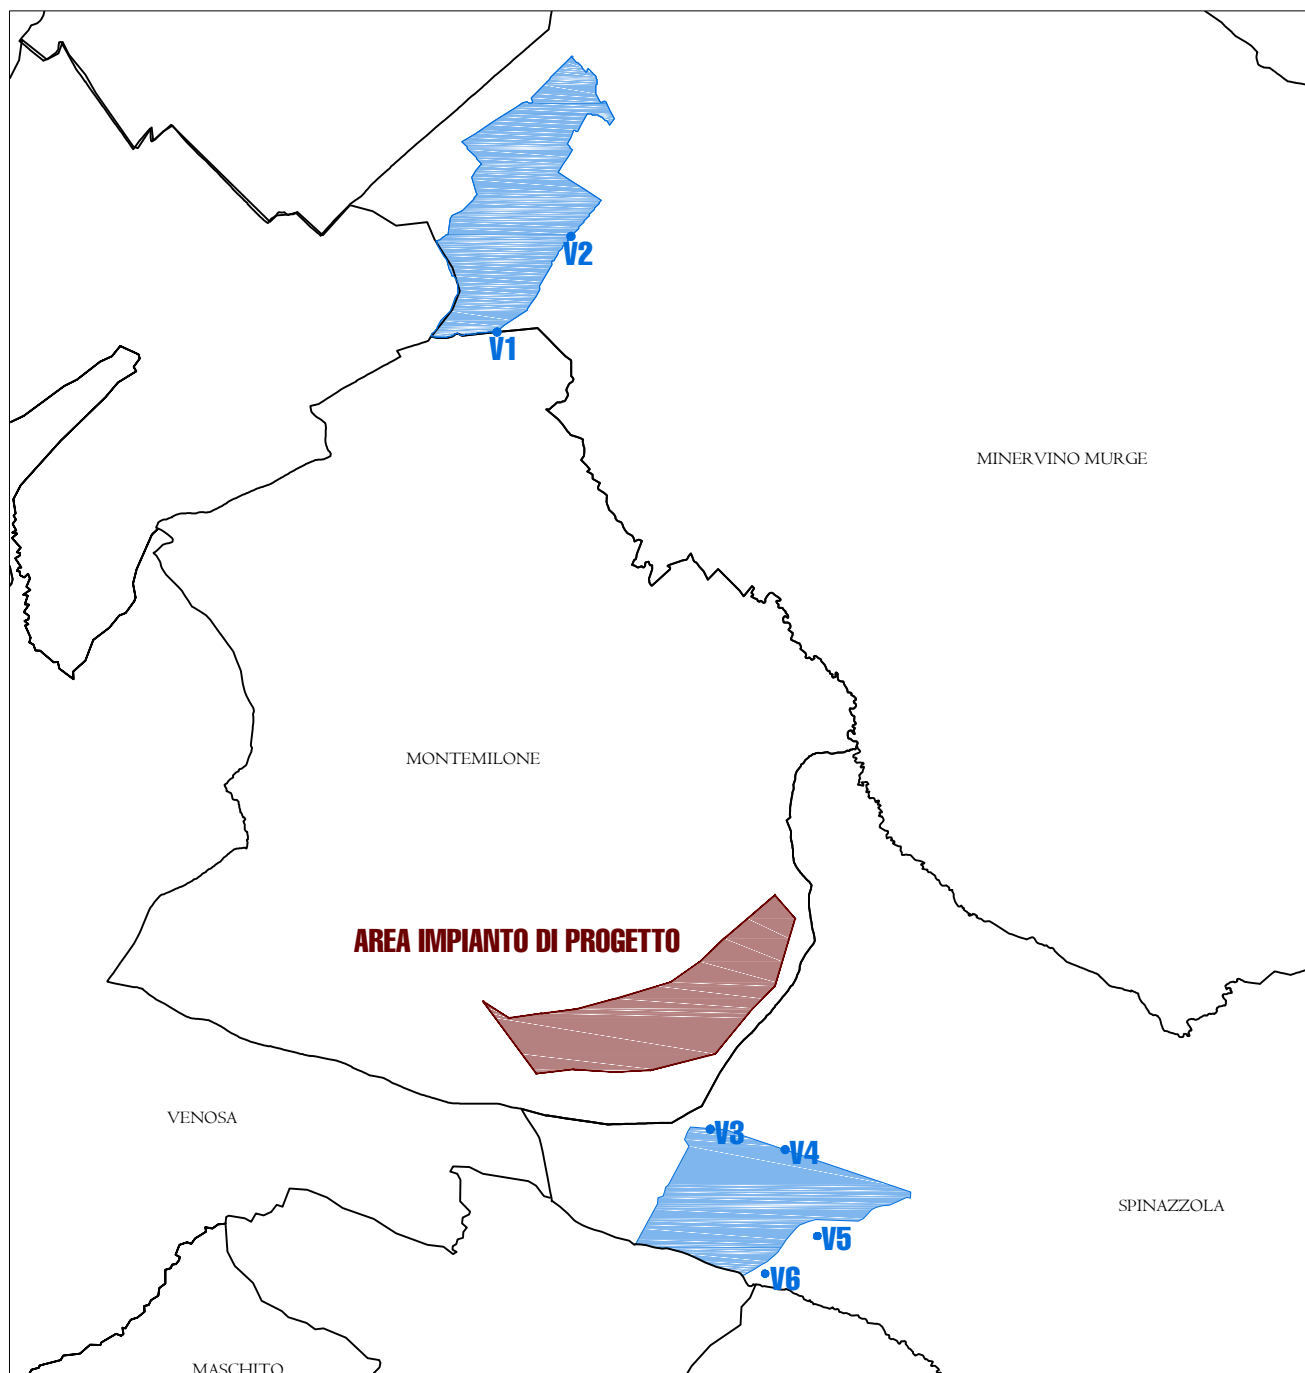 V2
V1
MINERVINO MURGE
MONTEMILONE
AREA IMPIANTO DI PROGETTO
VENOSA
V3
V4
SPINAZZOLA
V5
V6
MASCHITO